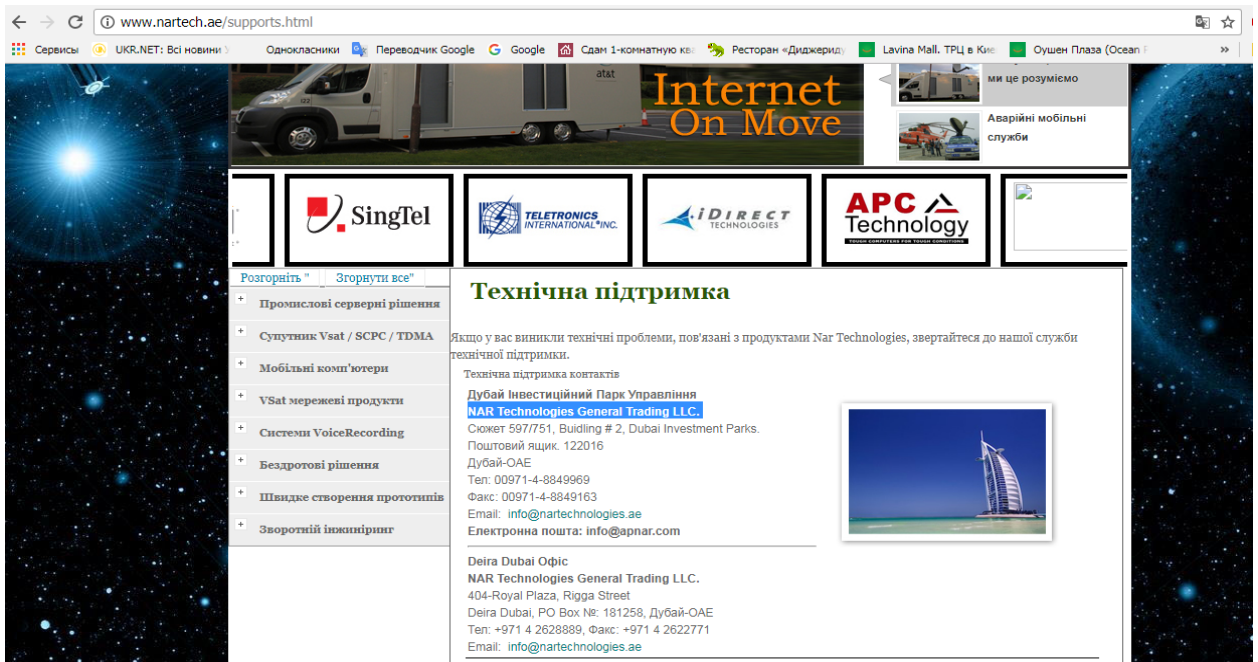 www.nartech.ae/supports.html
Сервисы
UKR.NET: Всі новини
Однокласники
Переводчик Google
Google
Сдам 1-комнатную ква
Ресторан «Диджериду
Lavina Mall. ТРЦ в Кие
Оушен Плаза (Ocean
»
atat
Internet
On Move
ми це розуміємо
Аварійні мобільні
служби
SingTel
TELETRONICS
INTERNATIONAL INC.
iDIRECT
TECHNOLOGIES
APC
Technology
TOUGH COMPUTERS FOR TOUGH CONDITIONS
Розгорніть "
Згорнути все"
Промислові серверні рішення
Супутник Vsat / SCPC / TDMA
Мобільні комп'ютери
VSat мережеві продукти
Системи VoiceRecording
Бездротові рішення
Швидке створення прототипів
Зворотній інжиніринг
Технічна підтримка
Якщо у вас виникли технічні проблеми, пов'язані з продуктами Nar Technologies, звертайтеся до нашої служби
технічної підтримки.
Технічна підтримка контактів
Дубай Інвестиційний Парк Управління
NAR Technologies General Trading LLC.
Сюжет 597/751, Buidling # 2, Dubai Investment Parks.
Поштовий ящик. 122016
Дубай-ОАЕ
Тел: 00971-4-8849969
Факс: 00971-4-8849163
Email: info@nartechnologies.ae
Електронна пошта: info@apnar.com
Deira Dubai Офіс
NAR Technologies General Trading LLC.
404-Royal Plaza, Rigga Street
Deira Dubai, PO Box №: 181258, Дубай-ОАЕ
Тел: +971 4 2628889, Факс: +971 4 2622771
Email: info@nartechnologies.ae